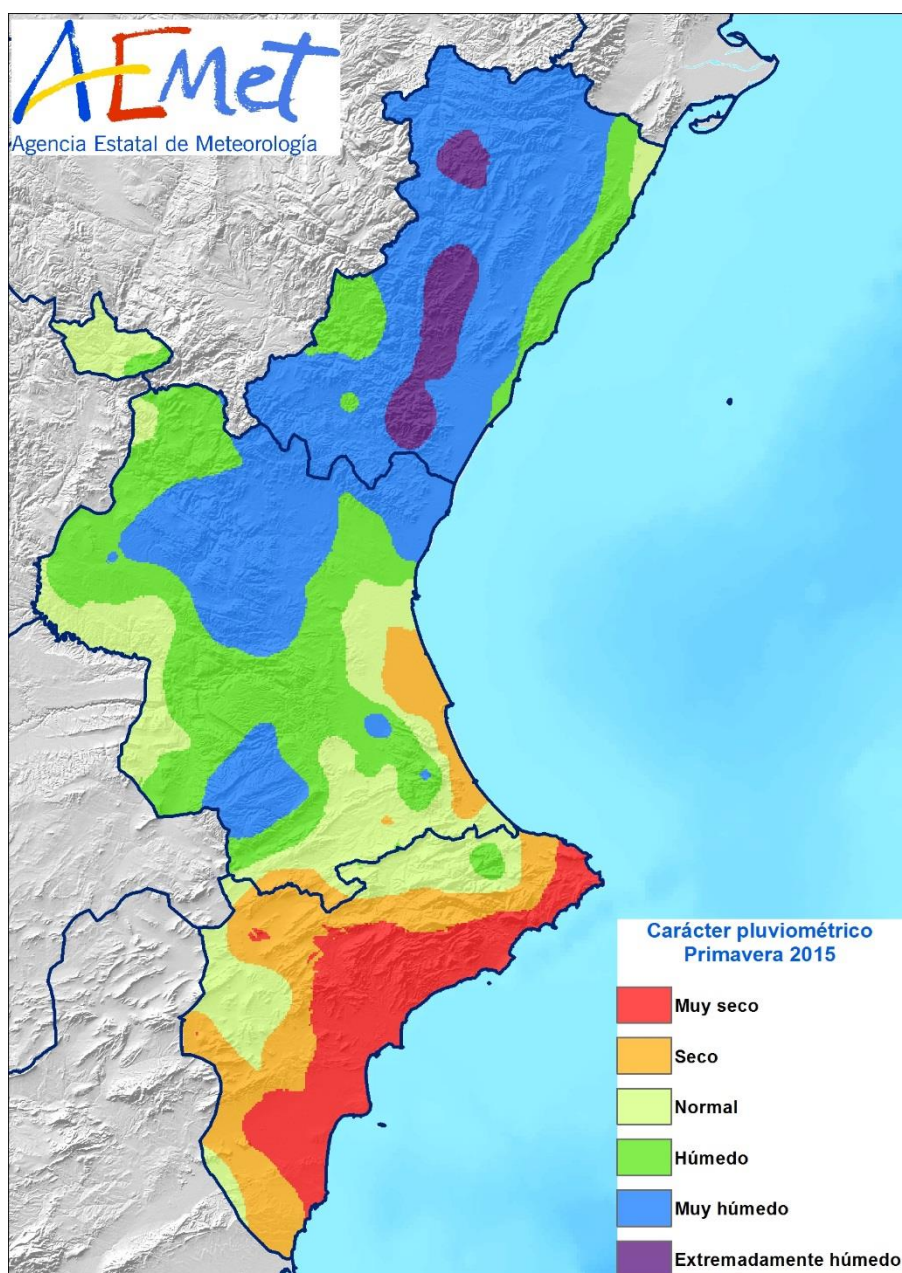 AEMet
Agencia Estatal de Meteorología
Carácter pluviométrico
Primavera 2015
Muy seco
Seco
Normal
Húmedo
Muy húmedo
Extremadamente húmedo